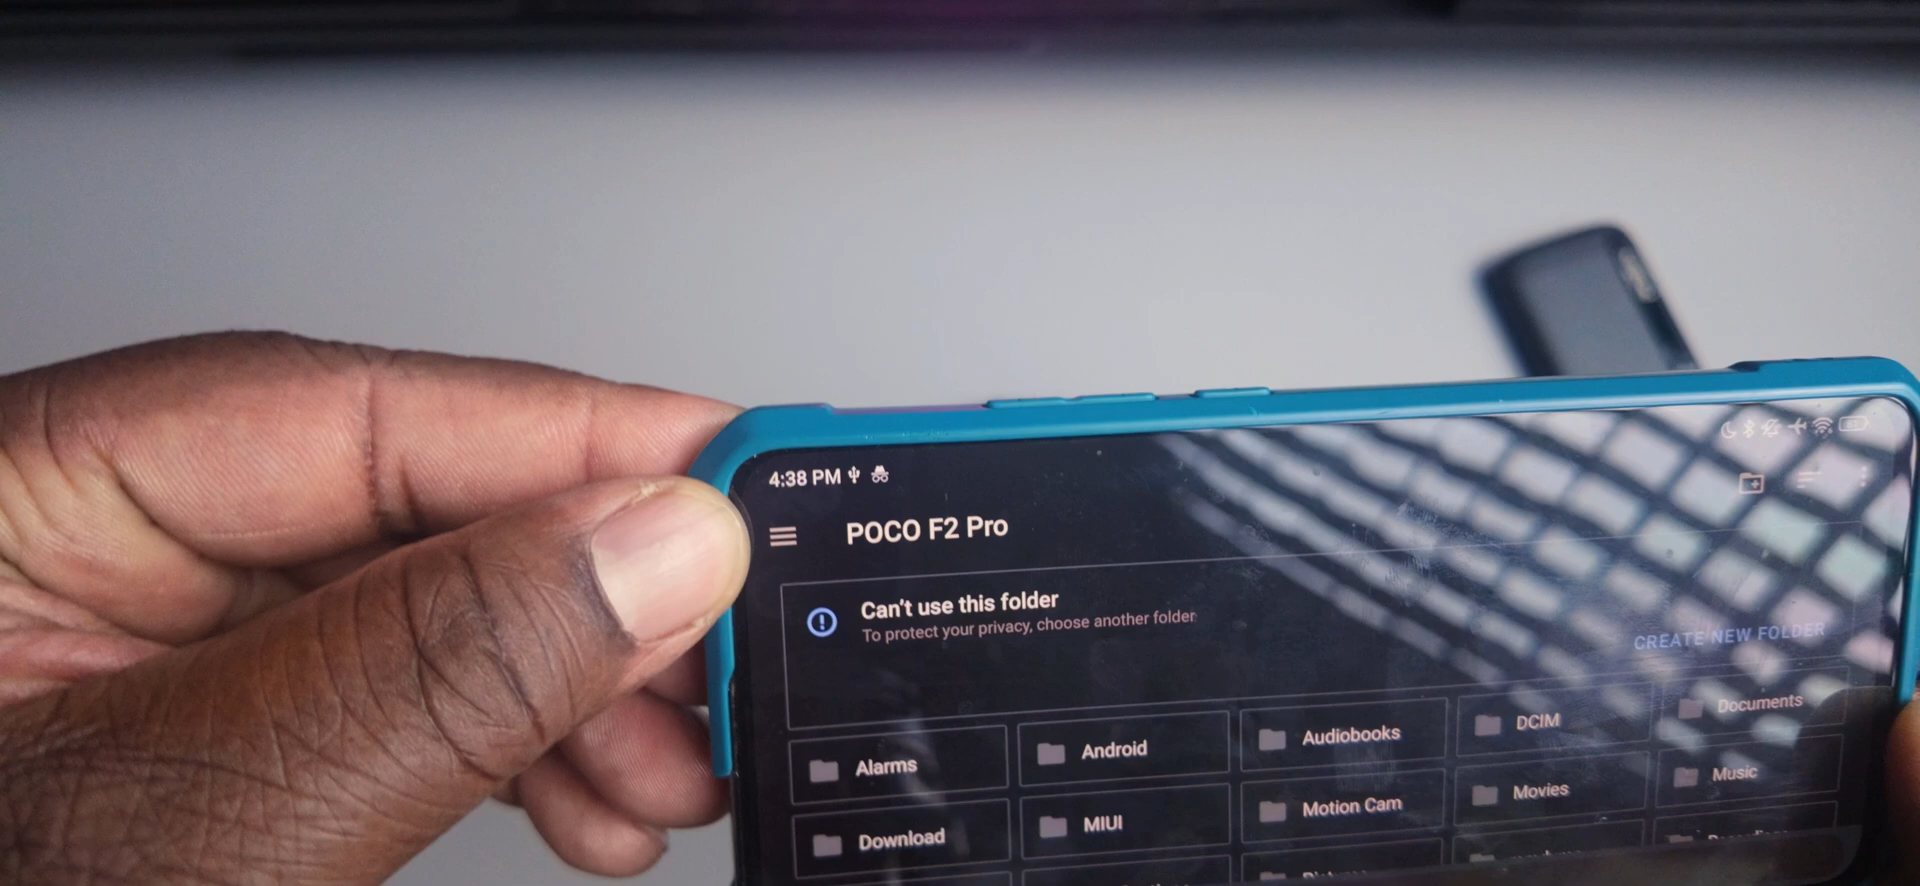 4:38 PM
POCO F2 Pro
Can't use this folder
To protect your privacy, choose another folder
CREATE NEW FOLDER
Alarms
Android
Audiobooks
DCIM
Documents
Download
MIUI
Motion Cam
Movies
Music